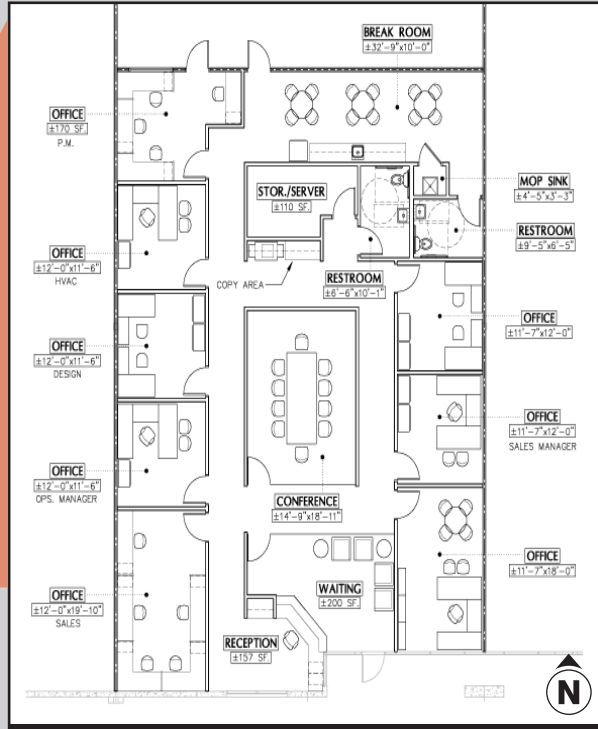 BREAK ROOM
±32'-9"x10'-0"
OFFICE
±170 SF.
P.M.
STOR./SERVER
±110 SF.
MOP SINK
±4'-5"x3'-3"
RESTROOM
±9'-5"x6'-5"
OFFICE
±12'-0"x11'-6"
HVAC
COPY AREA
RESTROOM
±6'-6"x10'-1"
OFFICE
±11'-7"x12'-0"
OFFICE
±12'-0"x11'-6"
DESIGN
OFFICE
±11'-7"x12'-0"
SALES MANAGER
OFFICE
±12'-0"x11'-6"
OPS. MANAGER
CONFERENCE
±14'-9"x18'-11"
OFFICE
±11'-7"x18'-0"
OFFICE
±12'-0"x19'-10"
SALES
WAITING
±200 SF.
RECEPTION
±157 SF.
N